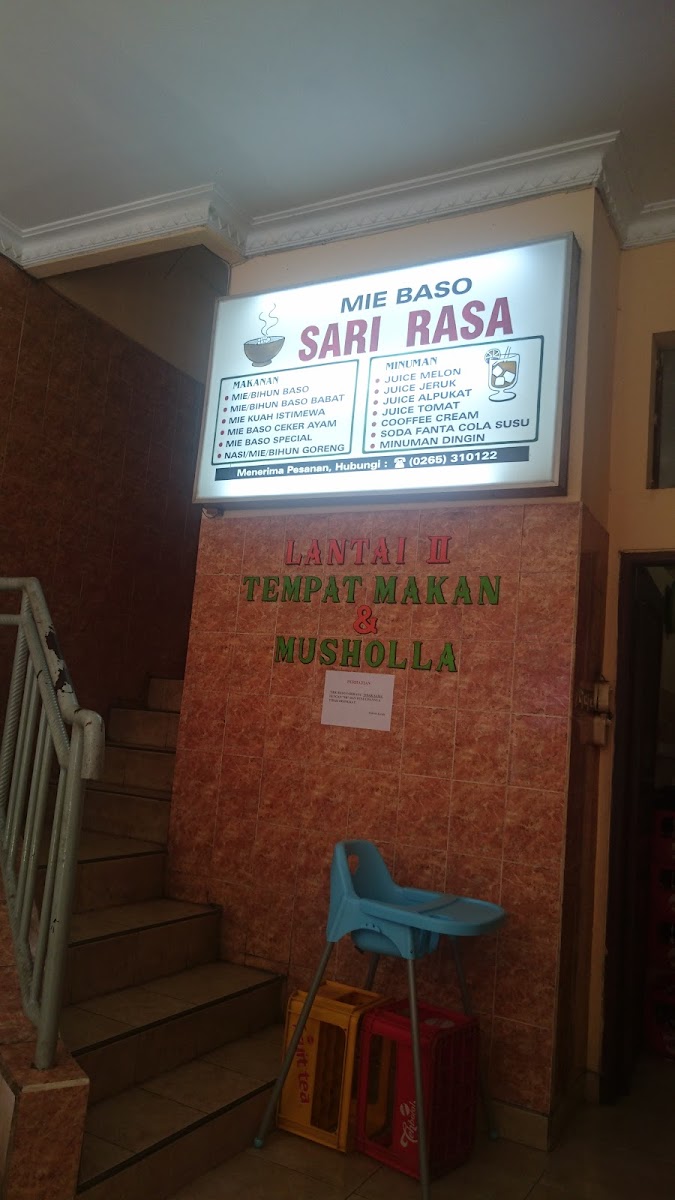 MIE BASO
SARI RASA
MAKANAN
MIE/BIHUN BASO
MIE/BIHUN BASO BABAT
MIE KUAH ISTIMEWA
MIE BASO CEKER AYAM
MIE BASO SPECIAL
NASI/MIE/BIHUN GORENG
MINUMAN
JUICE MELON
JUICE JERUK
JUICE ALPUKAT
JUICE TOMAT
COOFFEE CREAM
SODA FANTA COLA SUSU
MINUMAN DINGIN
Menerima Pesanan, Hubungi : ☎ (0265) 310122
LANTAI II
TEMPAT MAKAN
&
MUSHOLLA
fruit tea